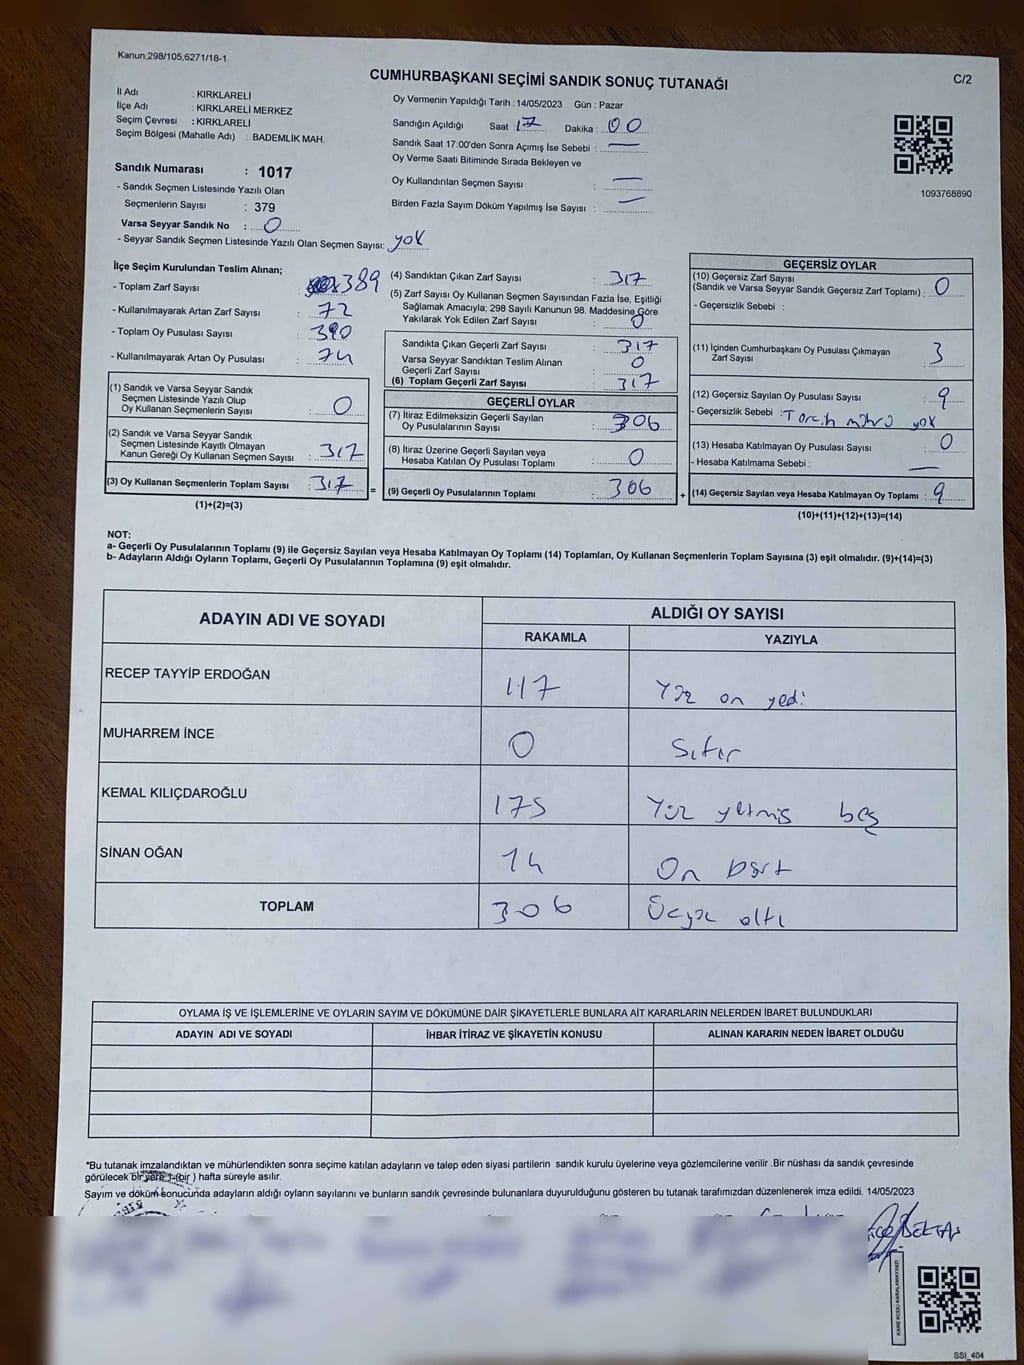 Kanun;298/105,6271/18-1
CUMHURBAŞKANI SEÇİMİ SANDIK SONUÇ TUTANAĞI
C/2
İl Adı : KIRKLARELİ
İlçe Adı : KIRKLARELİ MERKEZ
Seçim Çevresi : KIRKLARELİ
Seçim Bölgesi (Mahalle Adı) : BADEMLİK MAH.
Sandık Numarası : 1017
- Sandık Seçmen Listesinde Yazılı Olan
Seçmenlerin Sayısı : 379
Varsa Seyyar Sandık No : 0
- Seyyar Sandık Seçmen Listesinde Yazılı Olan Seçmen Sayısı: yok
Oy Vermenin Yapıldığı Tarih : 14/05/2023 Gün : Pazar
Sandığın Açıldığı Saat 17 Dakika : 00
Sandık Saat 17:00'den Sonra Açımış İse Sebebi : —
Oy Verme Saati Bitiminde Sırada Bekleyen ve
Oy Kullandırılan Seçmen Sayısı : —
Birden Fazla Sayım Döküm Yapılmış İse Sayısı : —
1093768890
İlçe Seçim Kurulundan Teslim Alınan;
- Toplam Zarf Sayısı : 389
- Kullanılmayarak Artan Zarf Sayısı : 72
- Toplam Oy Pusulası Sayısı : 390
- Kullanılmayarak Artan Oy Pusulası : 74
(1) Sandık ve Varsa Seyyar Sandık
Seçmen Listesinde Yazılı Olup
Oy Kullanan Seçmenlerin Sayısı : 0
(2) Sandık ve Varsa Seyyar Sandık
Seçmen Listesinde Kayıtlı Olmayan
Kanun Gereği Oy Kullanan Seçmen Sayısı : 317
(3) Oy Kullanan Seçmenlerin Toplam Sayısı : 317
(1)+(2)=(3)
(4) Sandıktan Çıkan Zarf Sayısı : 317
(5) Zarf Sayısı Oy Kullanan Seçmen Sayısından Fazla İse, Eşitliği
Sağlamak Amacıyla; 298 Sayılı Kanunun 98. Maddesine Göre
Yakılarak Yok Edilen Zarf Sayısı : 0
Sandıkta Çıkan Geçerli Zarf Sayısı : 317
Varsa Seyyar Sandıktan Teslim Alınan
Geçerli Zarf Sayısı : 0
(6) Toplam Geçerli Zarf Sayısı : 317
GEÇERLİ OYLAR
(7) İtiraz Edilmeksizin Geçerli Sayılan
Oy Pusulalarının Sayısı : 306
(8) İtiraz Üzerine Geçerli Sayılan veya
Hesaba Katılan Oy Pusulası Toplamı : 0
= (9) Geçerli Oy Pusulalarının Toplamı : 306 +
GEÇERSİZ OYLAR
(10) Geçersiz Zarf Sayısı
(Sandık ve Varsa Seyyar Sandık Geçersiz Zarf Toplamı) : 0
- Geçersizlik Sebebi :
(11) İçinden Cumhurbaşkanı Oy Pusulası Çıkmayan
Zarf Sayısı 3
(12) Geçersiz Sayılan Oy Pusulası Sayısı : 9
- Geçersizlik Sebebi : Tercih mührü yok
(13) Hesaba Katılmayan Oy Pusulası Sayısı : 0
- Hesaba Katılmama Sebebi : —
(14) Geçersiz Sayılan veya Hesaba Katılmayan Oy Toplamı : 9
(10)+(11)+(12)+(13)=(14)
NOT:
a- Geçerli Oy Pusulalarının Toplamı (9) ile Geçersiz Sayılan veya Hesaba Katılmayan Oy Toplamı (14) Toplamları, Oy Kullanan Seçmenlerin Toplam Sayısına (3) eşit olmalıdır. (9)+(14)=(3)
b- Adayların Aldığı Oyların Toplamı, Geçerli Oy Pusulalarının Toplamına (9) eşit olmalıdır.
ADAYIN ADI VE SOYADI
ALDIĞI OY SAYISI
RAKAMLA YAZIYLA
RECEP TAYYİP ERDOĞAN 117 Yüz on yedi
MUHARREM İNCE 0 Sıfır
KEMAL KILIÇDAROĞLU 175 Yüz yetmiş beş
SİNAN OĞAN 14 On Dört
TOPLAM 306 Üçyüz altı
OYLAMA İŞ VE İŞLEMLERİNE VE OYLARIN SAYIM VE DÖKÜMÜNE DAİR ŞİKAYETLERLE BUNLARA AİT KARARLARIN NELERDEN İBARET BULUNDUKLARI
ADAYIN ADI VE SOYADI İHBAR İTİRAZ VE ŞİKAYETİN KONUSU ALINAN KARARIN NEDEN İBARET OLDUĞU
*Bu tutanak imzalandıktan ve mühürlendikten sonra seçime katılan adayların ve talep eden siyasi partilerin sandık kurulu üyelerine veya gözlemcilerine verilir .Bir nüshası da sandık çevresinde
görülecek bir yere 1-(bir ) hafta süreyle asılır.
Sayım ve döküm sonucunda adayların aldığı oyların sayılarını ve bunların sandık çevresinde bulunanlara duyurulduğunu gösteren bu tutanak tarafımızdan düzenlenerek imza edildi. 14/05/2023
BEKTAŞ
SSI_404